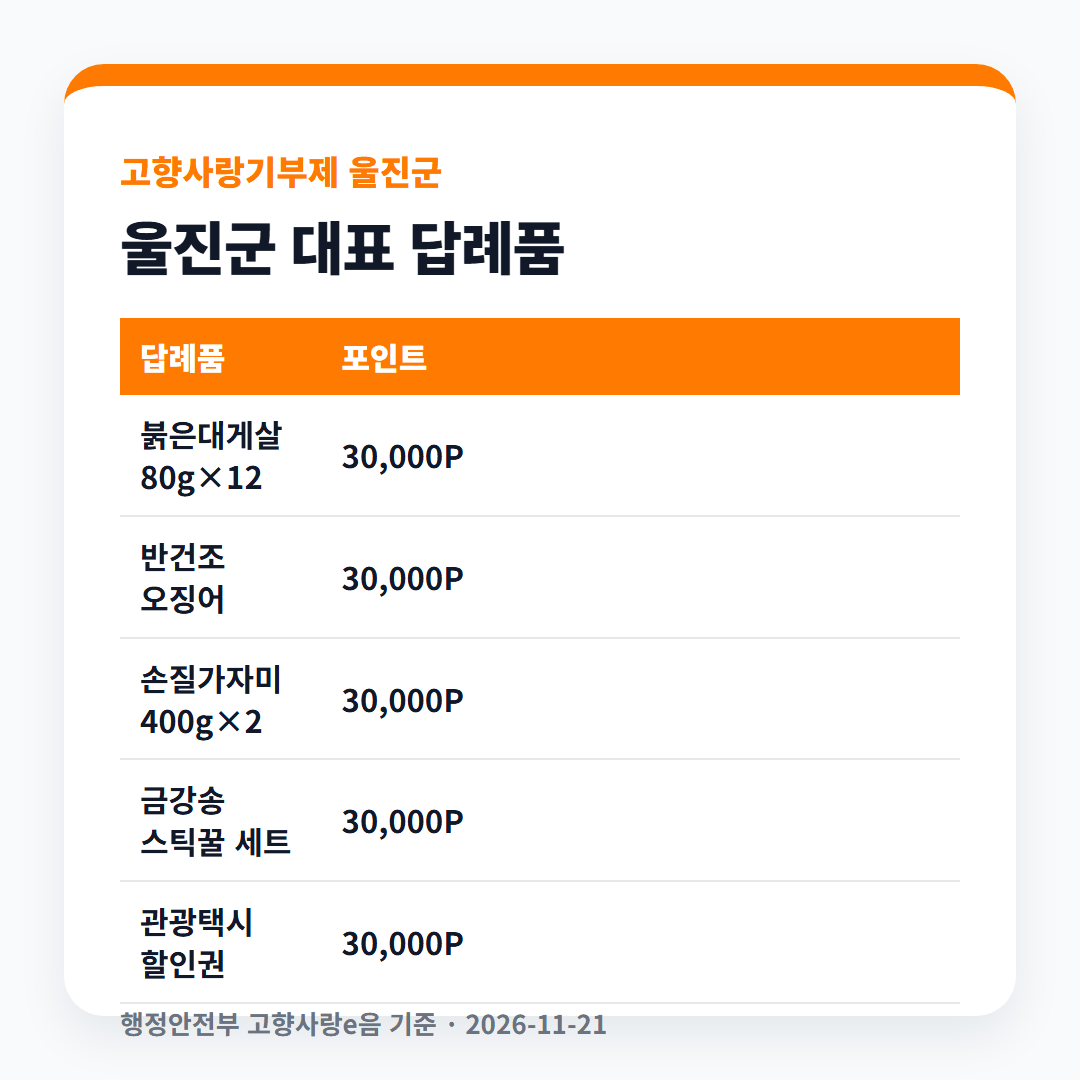 고향사랑기부제 울진군
울진군 대표 답례품
답례품 포인트
붉은대게살
80g×12
30,000P
반건조
오징어
30,000P
손질가자미
400g×2
30,000P
금강송
스틱꿀 세트
30,000P
관광택시
할인권
30,000P
행정안전부 고향사랑e음 기준 · 2026-11-21